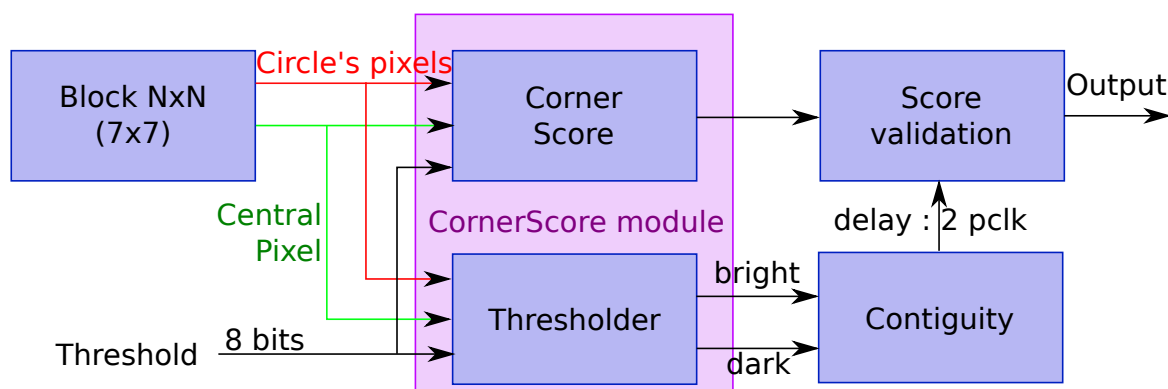 Circle's pixels
Block NxN
(7x7)
Corner
Score
Score
validation
Output
Central
Pixel
CornerScore module
delay : 2 pclk
bright
Thresholder
Contiguity
Threshold
8 bits
dark